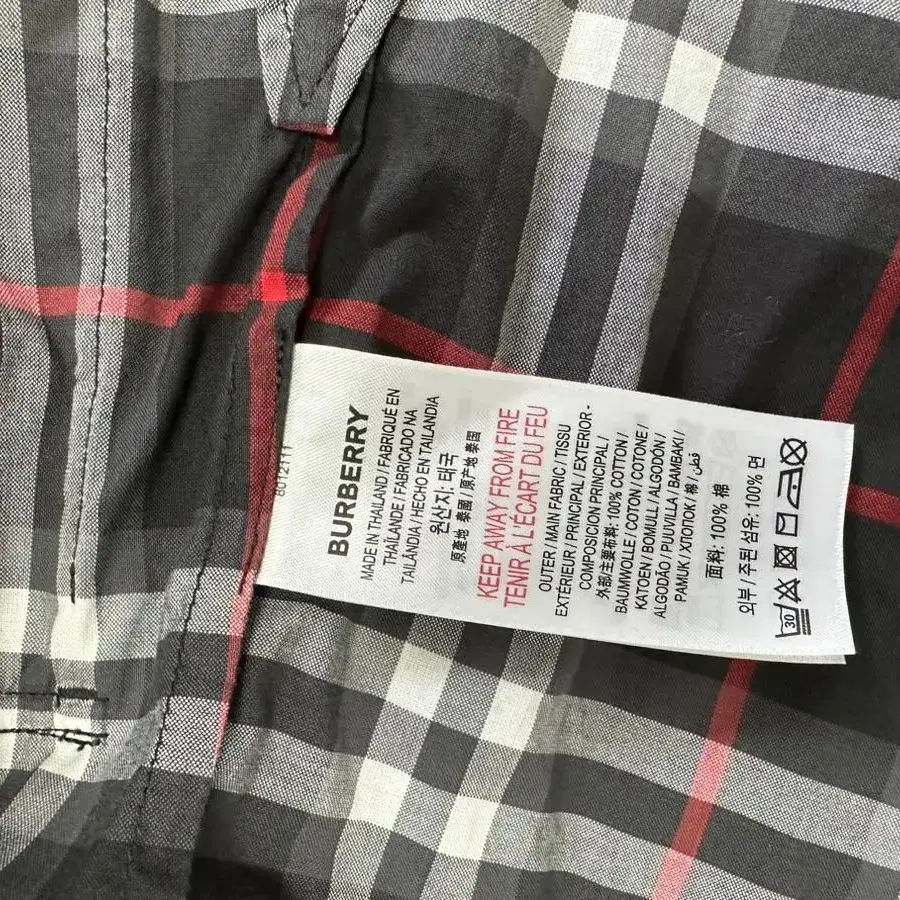 8012111
BURBERRY
MADE IN THAILAND / FABRIQUÉ EN
THAÏLANDE / FABRICADO NA
TAILÂNDIA / HECHO EN TAILANDIA
원산지: 태국
原產地 泰國 / 原产地 泰国
KEEP AWAY FROM FIRE
TENIR À L'ÉCART DU FEU
OUTER / MAIN FABRIC / TISSU
EXTÉRIEUR / PRINCIPAL / EXTERIOR -
COMPOSICION PRINCIPAL /
外部/主要布料: 100% COTTON /
BAUMWOLLE / COTON / COTONE /
KATOEN / BOMULL / ALGODÓN /
ALGODÃO / PUUVILLA / BAMBAKI /
PAMUK / ХЛОПОК / 棉 / قطن
面料: 100% 棉
외부 / 주된 섬유: 100% 면
30